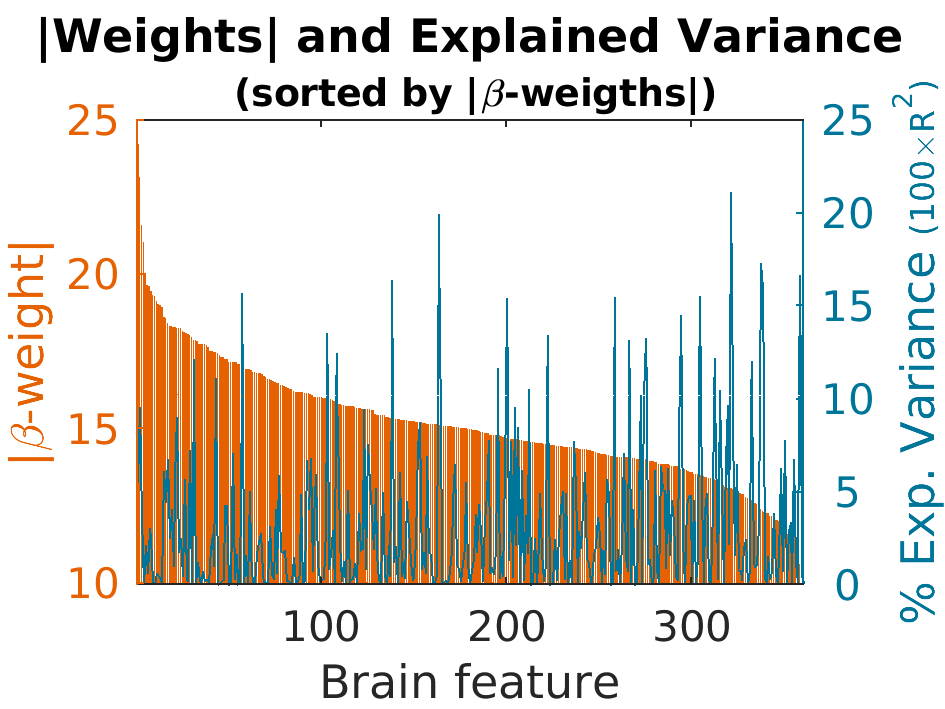 |Weights| and Explained Variance
(sorted by |β-weigths|)
|β-weight|
25
20
15
10
25
20
15
10
5
0
% Exp. Variance (100×R²)
100
200
300
Brain feature